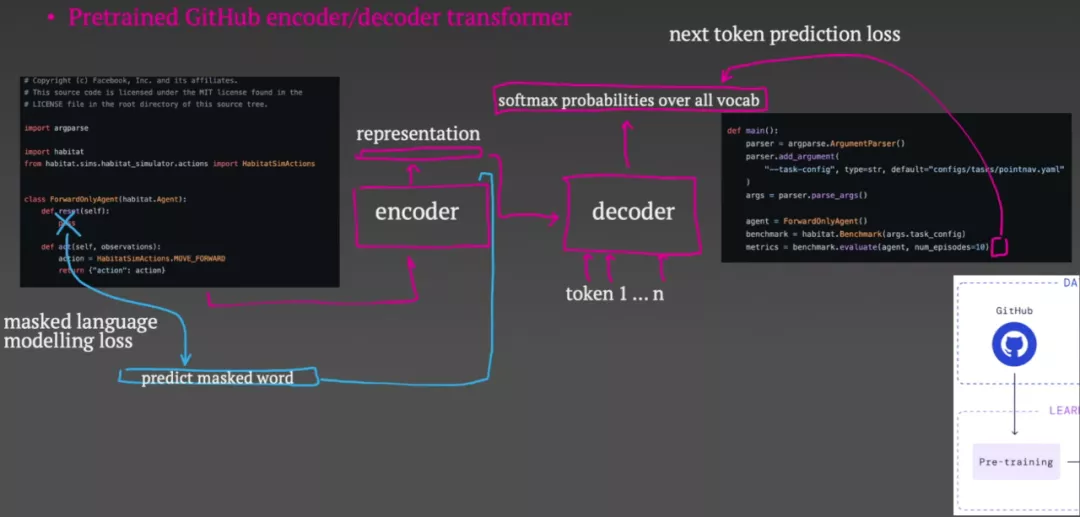 • Pretrained GitHub encoder/decoder transformer
next token prediction loss
# Copyright (c) Facebook, Inc. and its affiliates.
# This source code is licensed under the MIT license found in the
# LICENSE file in the root directory of this source tree.
import argparse
import habitat
from habitat.sims.habitat_simulator.actions import HabitatSimActions
class ForwardOnlyAgent(habitat.Agent):
def reset(self):
pass
def act(self, observations):
action = HabitatSimActions.MOVE_FORWARD
return {"action": action}
masked language
modelling loss
predict masked word
representation
encoder
softmax probabilities over all vocab
decoder
token 1 ... n
def main():
parser = argparse.ArgumentParser()
parser.add_argument(
"--task-config", type=str, default="configs/tasks/pointnav.yaml"
)
args = parser.parse_args()
agent = ForwardOnlyAgent()
benchmark = habitat.Benchmark(args.task_config)
metrics = benchmark.evaluate(agent, num_episodes=10)
DA
GitHub
LEAR
Pre-training